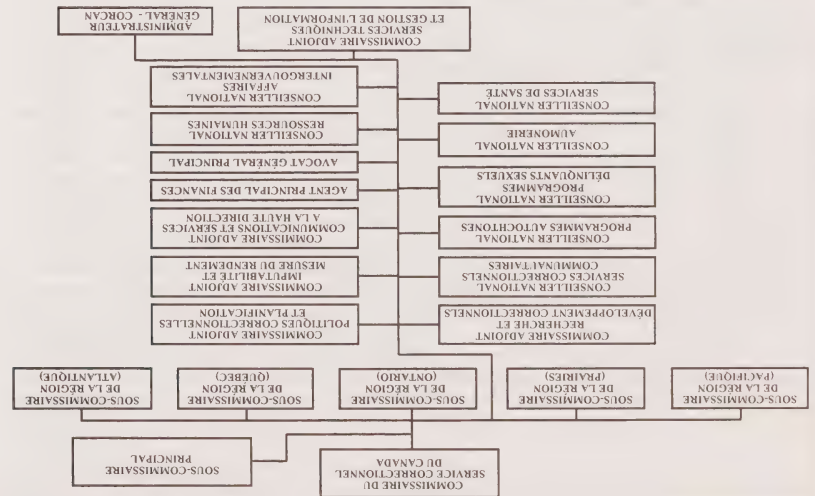 COMMISSAIRE DU
SERVICE CORRECTIONNEL
DU CANADA
SOUS-COMMISSAIRE
PRINCIPAL
SOUS-COMMISSAIRE
DE LA RÉGION
(PACIFIQUE)
SOUS-COMMISSAIRE
DE LA RÉGION
(PRAIRIES)
SOUS-COMMISSAIRE
DE LA RÉGION
(ONTARIO)
SOUS-COMMISSAIRE
DE LA RÉGION
(QUÉBEC)
SOUS-COMMISSAIRE
DE LA RÉGION
(ATLANTIQUE)
COMMISSAIRE ADJOINT
RECHERCHE ET
DÉVELOPPEMENT CORRECTIONNELS
COMMISSAIRE ADJOINT
POLITIQUES CORRECTIONNELLES
ET PLANIFICATION
CONSEILLER NATIONAL
SERVICES CORRECTIONNELS
COMMUNAUTAIRES
COMMISSAIRE ADJOINT
IMPUTABILITÉ ET
MESURE DU RENDEMENT
CONSEILLER NATIONAL
PROGRAMMES AUTOCHTONES
COMMISSAIRE ADJOINT
COMMUNICATIONS ET SERVICES
A LA HAUTE DIRECTION
CONSEILLER NATIONAL
PROGRAMMES
DÉLINQUANTS SEXUELS
AGENT PRINCIPAL DES FINANCES
AVOCAT GÉNÉRAL PRINCIPAL
CONSEILLER NATIONAL
AUMONERIE
CONSEILLER NATIONAL
RESSOURCES HUMAINES
CONSEILLER NATIONAL
SERVICES DE SANTÉ
CONSEILLER NATIONAL
AFFAIRES
INTERGOUVERNEMENTALES
COMMISSAIRE ADJOINT
SERVICES TECHNIQUES
ET GESTION DE L'INFORMATION
ADMINISTRATEUR
GÉNÉRAL - CORCAN